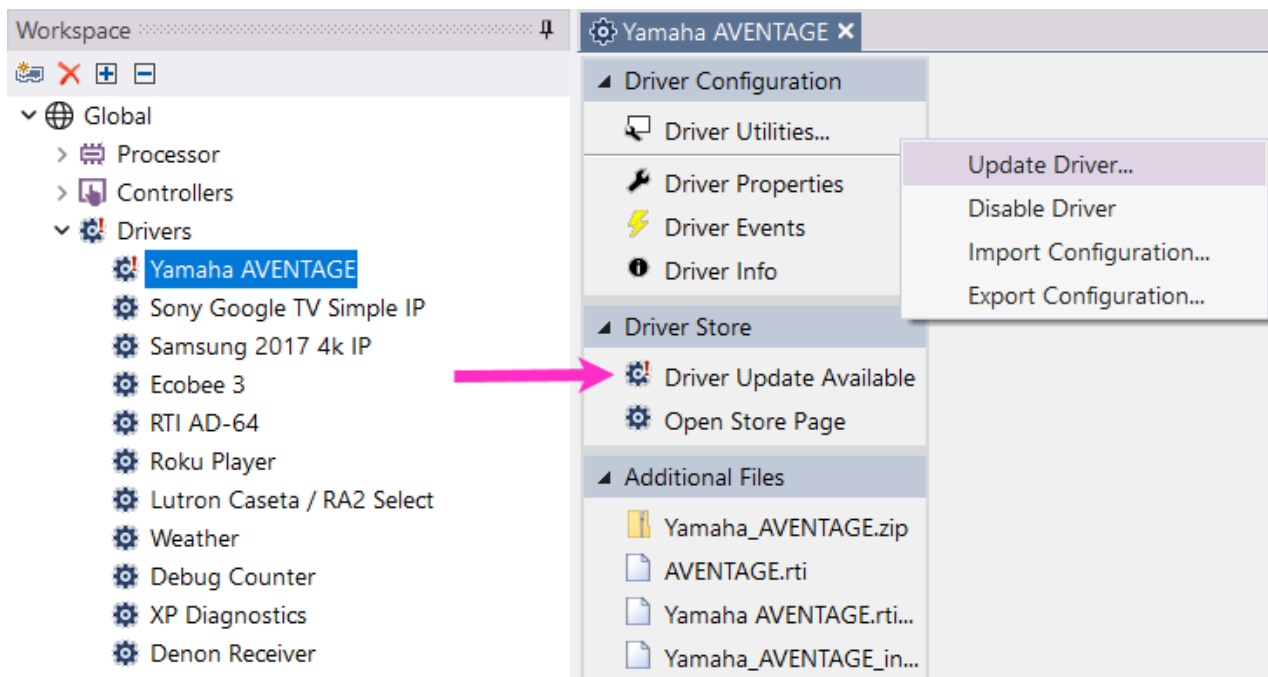 Workspace
Global
Processor
Controllers
Drivers
Yamaha AVENTAGE
Sony Google TV Simple IP
Samsung 2017 4k IP
Ecobee 3
RTI AD-64
Roku Player
Lutron Caseta / RA2 Select
Weather
Debug Counter
XP Diagnostics
Denon Receiver
Yamaha AVENTAGE
Driver Configuration
Driver Utilities...
Driver Properties
Driver Events
Driver Info
Driver Store
Driver Update Available
Open Store Page
Additional Files
Yamaha_AVENTAGE.zip
AVENTAGE.rti
Yamaha AVENTAGE.rti...
Yamaha_AVENTAGE_in...
Update Driver...
Disable Driver
Import Configuration...
Export Configuration...